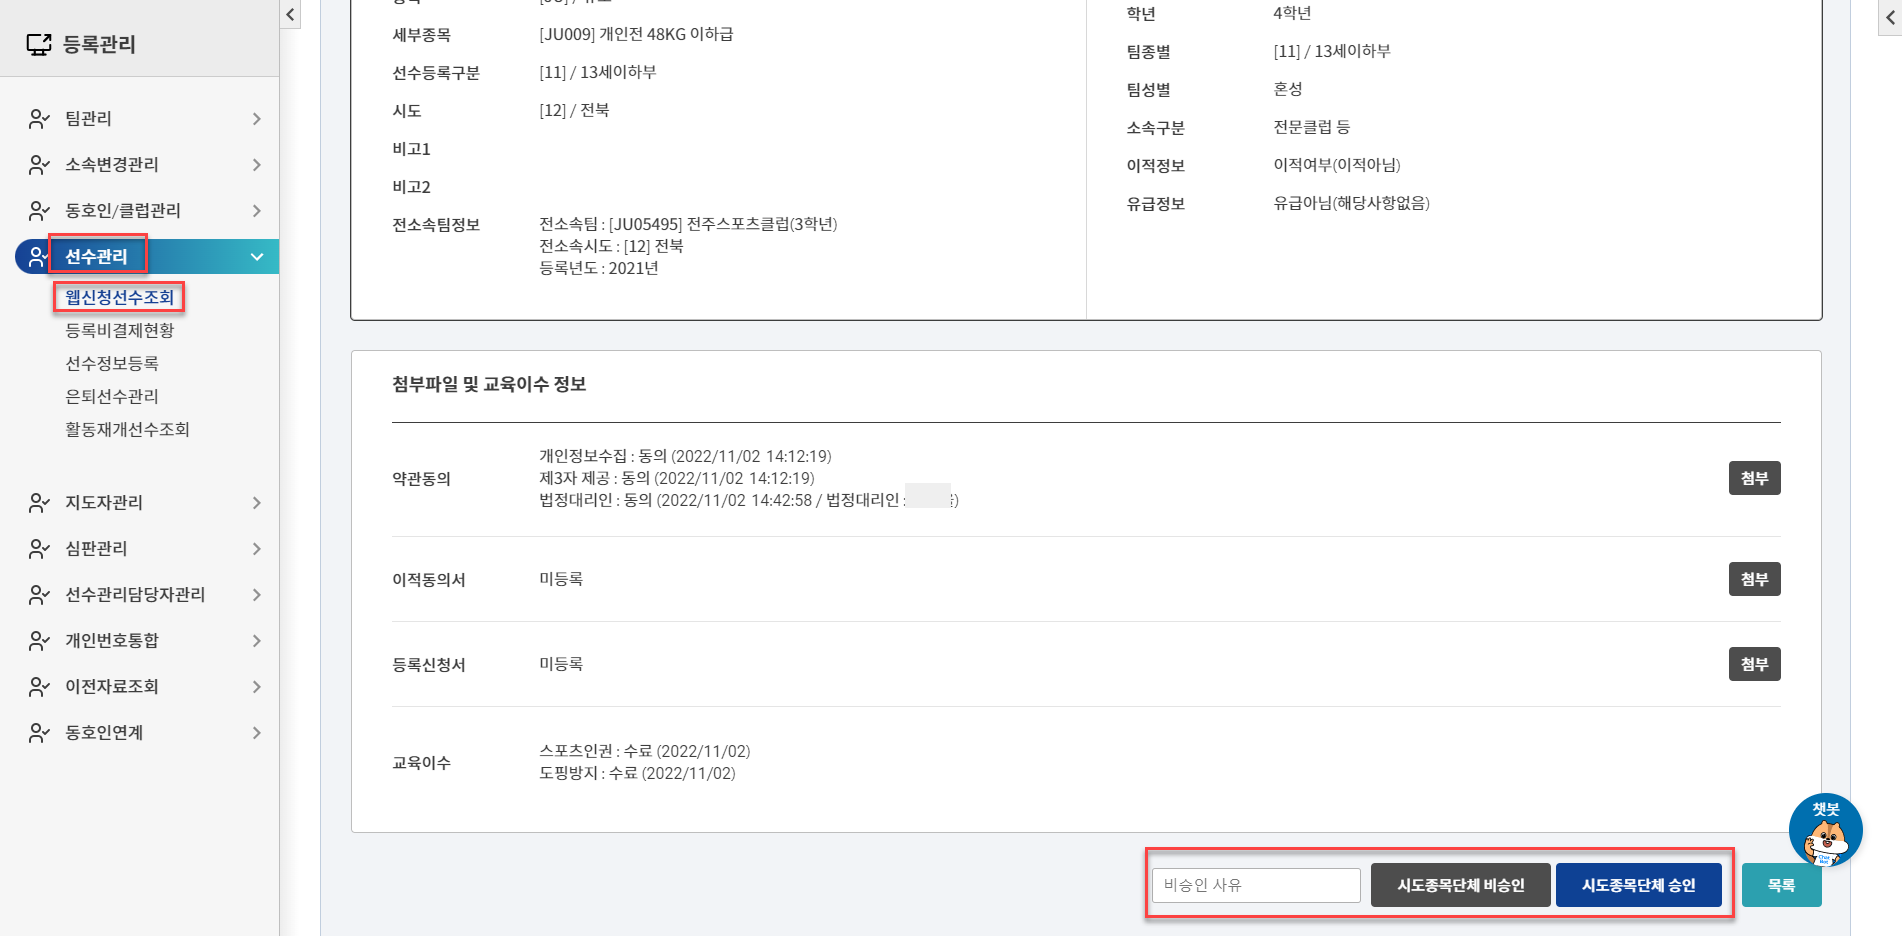 등록관리
팀관리
소속변경관리
동호인/클럽관리
선수관리
웹신청선수조회
등록비결제현황
선수정보등록
은퇴선수관리
활동재개선수조회
지도자관리
심판관리
선수관리담당자관리
개인번호통합
이전자료조회
동호인연계
세부종목 [JU009] 개인전 48KG 이하급
선수등록구분 [11] / 13세이하부
시도 [12] / 전북
비고1
비고2
전소속팀정보 전소속팀 : [JU05495] 전주스포츠클럽(3학년)
전소속시도 : [12] 전북
등록년도 : 2021년
학년 4학년
팀종별 [11] / 13세이하부
팀성별 혼성
소속구분 전문클럽 등
이적정보 이적여부(이적아님)
유급정보 유급아님(해당사항없음)
첨부파일 및 교육이수 정보
개인정보수집 : 동의 (2022/11/02 14:12:19)
약관동의 제3자 제공 : 동의 (2022/11/02 14:12:19) 첨부
법정대리인 : 동의 (2022/11/02 14:42:58 / 법정대리인 : )
이적동의서 미등록 첨부
등록신청서 미등록 첨부
스포츠인권 : 수료 (2022/11/02)
교육이수
도핑방지 : 수료 (2022/11/02)
챗봇
비승인 사유 시도종목단체 비승인 시도종목단체 승인 목록